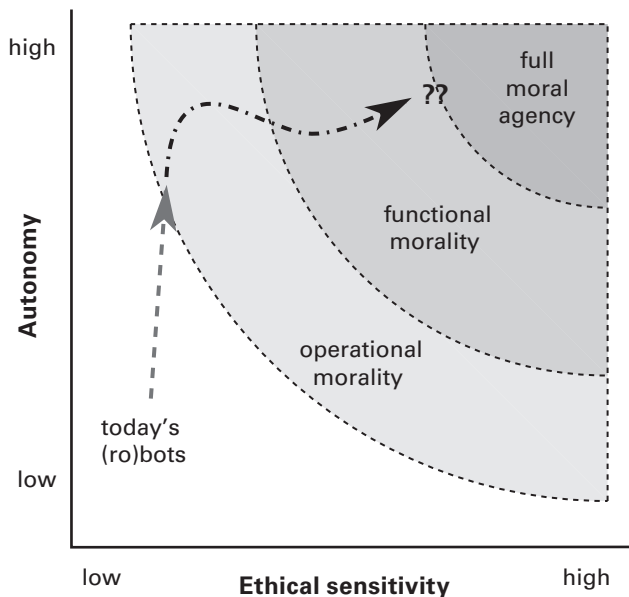 high
full
moral
agency
??
functional
morality
Autonomy
operational
morality
today's
(ro)bots
low
low
Ethical sensitivity
high